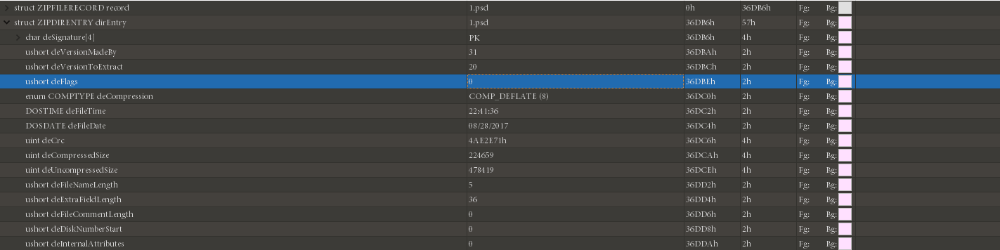 struct ZIPFILERECORD record 1.psd 0h 36DB6h Fg: Bg:
struct ZIPDIRENTRY dirEntry 1.psd 36DB6h 57h Fg: Bg:
char deSignature[4] PK 36DB6h 4h Fg: Bg:
ushort deVersionMadeBy 31 36DBAh 2h Fg: Bg:
ushort deVersionToExtract 20 36DBCh 2h Fg: Bg:
ushort deFlags 0 36DBEh 2h Fg: Bg:
enum COMPTYPE deCompression COMP_DEFLATE (8) 36DC0h 2h Fg: Bg:
DOSTIME deFileTime 22:41:36 36DC2h 2h Fg: Bg:
DOSDATE deFileDate 08/28/2017 36DC4h 2h Fg: Bg:
uint deCrc 4AE2E71h 36DC6h 4h Fg: Bg:
uint deCompressedSize 224659 36DCAh 4h Fg: Bg:
uint deUncompressedSize 478419 36DCEh 4h Fg: Bg:
ushort deFileNameLength 5 36DD2h 2h Fg: Bg:
ushort deExtraFieldLength 36 36DD4h 2h Fg: Bg:
ushort deFileCommentLength 0 36DD6h 2h Fg: Bg:
ushort deDiskNumberStart 0 36DD8h 2h Fg: Bg:
ushort deInternalAttributes 0 36DDAh 2h Fg: Bg: